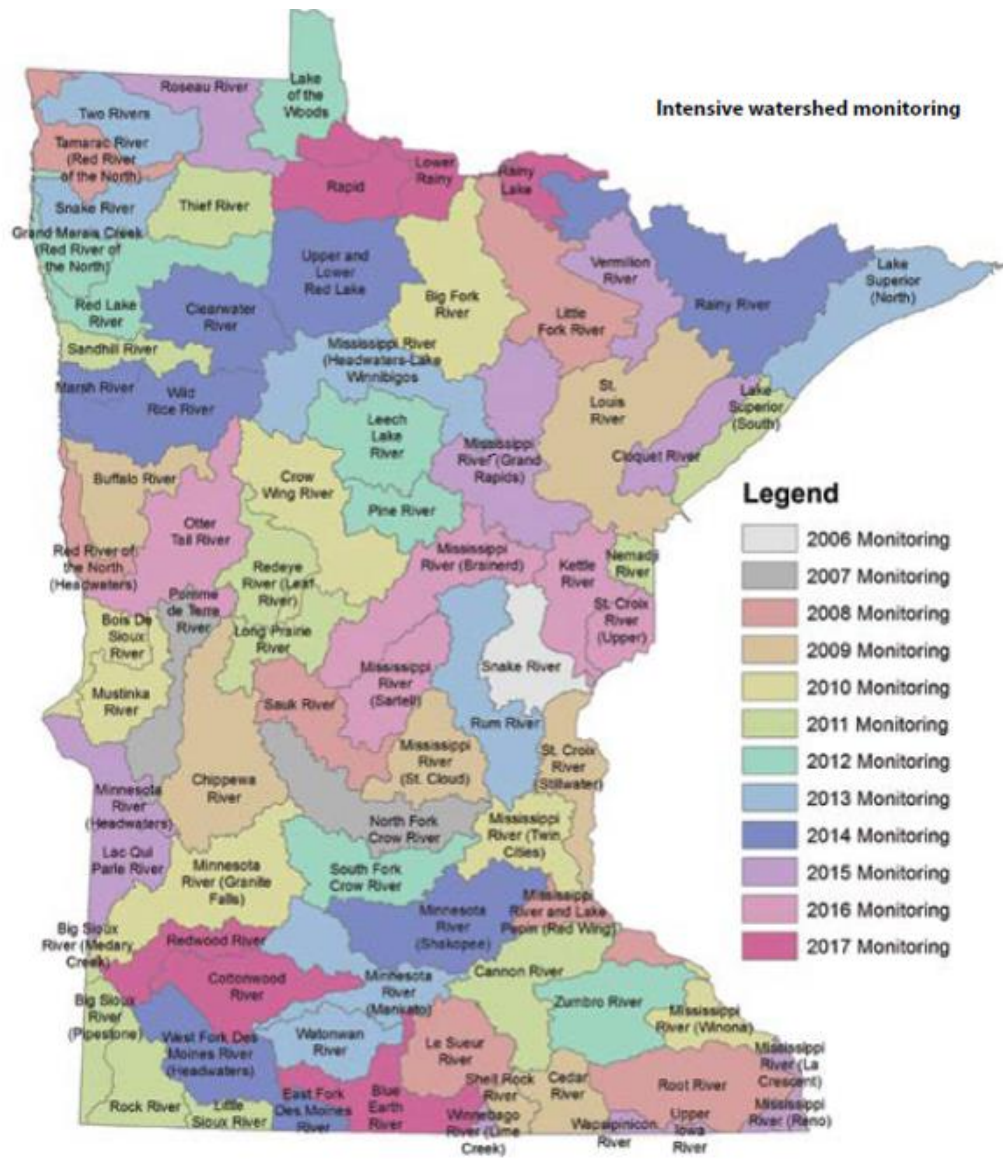 Intensive watershed monitoring
Lake
of the
Woods
Roseau River
Two Rivers
Tamarac River
(Red River
of the North)
Lower
Rainy
Rapid
Rainy
Lake
Thief River
Snake River
Grand Marais Creek
(Red River of
the North)
Upper and
Lower
Red Lake
Vermilion
River
Lake
Superior
(North)
Rainy River
Big Fork
River
Little
Fork River
Red Lake
River
Clearwater
River
Sandhill River
Mississippi River
(Headwaters-Lake
Winnibigos
Marsh River
Wild
Rice River
St.
Louis
River
Lake
Superior
(South)
Leech
Lake
River
Mississippi
River (Grand
Rapids)
Cloquet River
Buffalo River
Crow
Wing River
Pine River
Otter
Tail River
Red River of
the North
(Headwaters)
Mississippi
River (Brainerd)
Kettle
River
Nemadji
River
Redeye
River (Leaf
River)
Pomme
de Terre
River
St. Croix
River
(Upper)
Bois De
Sioux
River
Long Prairie
River
Snake River
Mississippi
River
(Sartell)
Mustinka
River
Sauk River
Rum River
St. Croix
River
(Stillwater)
Mississippi
River
(St. Cloud)
Chippewa
River
Minnesota
River
(Headwaters)
North Fork
Crow River
Mississippi
River (Twin
Cities)
Lac Qui
Parle River
Minnesota
River (Granite
Falls)
South Fork
Crow River
Minnesota
River
(Shakopee)
Mississippi
River and Lake
Pepin (Red Wing)
Big Sioux
River (Medary
Creek)
Redwood River
Cottonwood
River
Minnesota
River
(Mankato)
Cannon River
Zumbro River
Big Sioux
River
(Pipestone)
Mississippi
River (Winona)
West Fork Des
Moines River
(Headwaters)
Watonwan
River
Le Sueur
River
Mississippi
River (La
Crescent)
Root River
Shell Rock
River
Cedar
River
East Fork
Des Moines
River
Blue
Earth
River
Rock River
Little
Sioux River
Winnebago
River (Lime
Creek)
Wapsipinicon
River
Upper
Iowa
River
Mississippi
River (Reno)
Legend
2006 Monitoring
2007 Monitoring
2008 Monitoring
2009 Monitoring
2010 Monitoring
2011 Monitoring
2012 Monitoring
2013 Monitoring
2014 Monitoring
2015 Monitoring
2016 Monitoring
2017 Monitoring